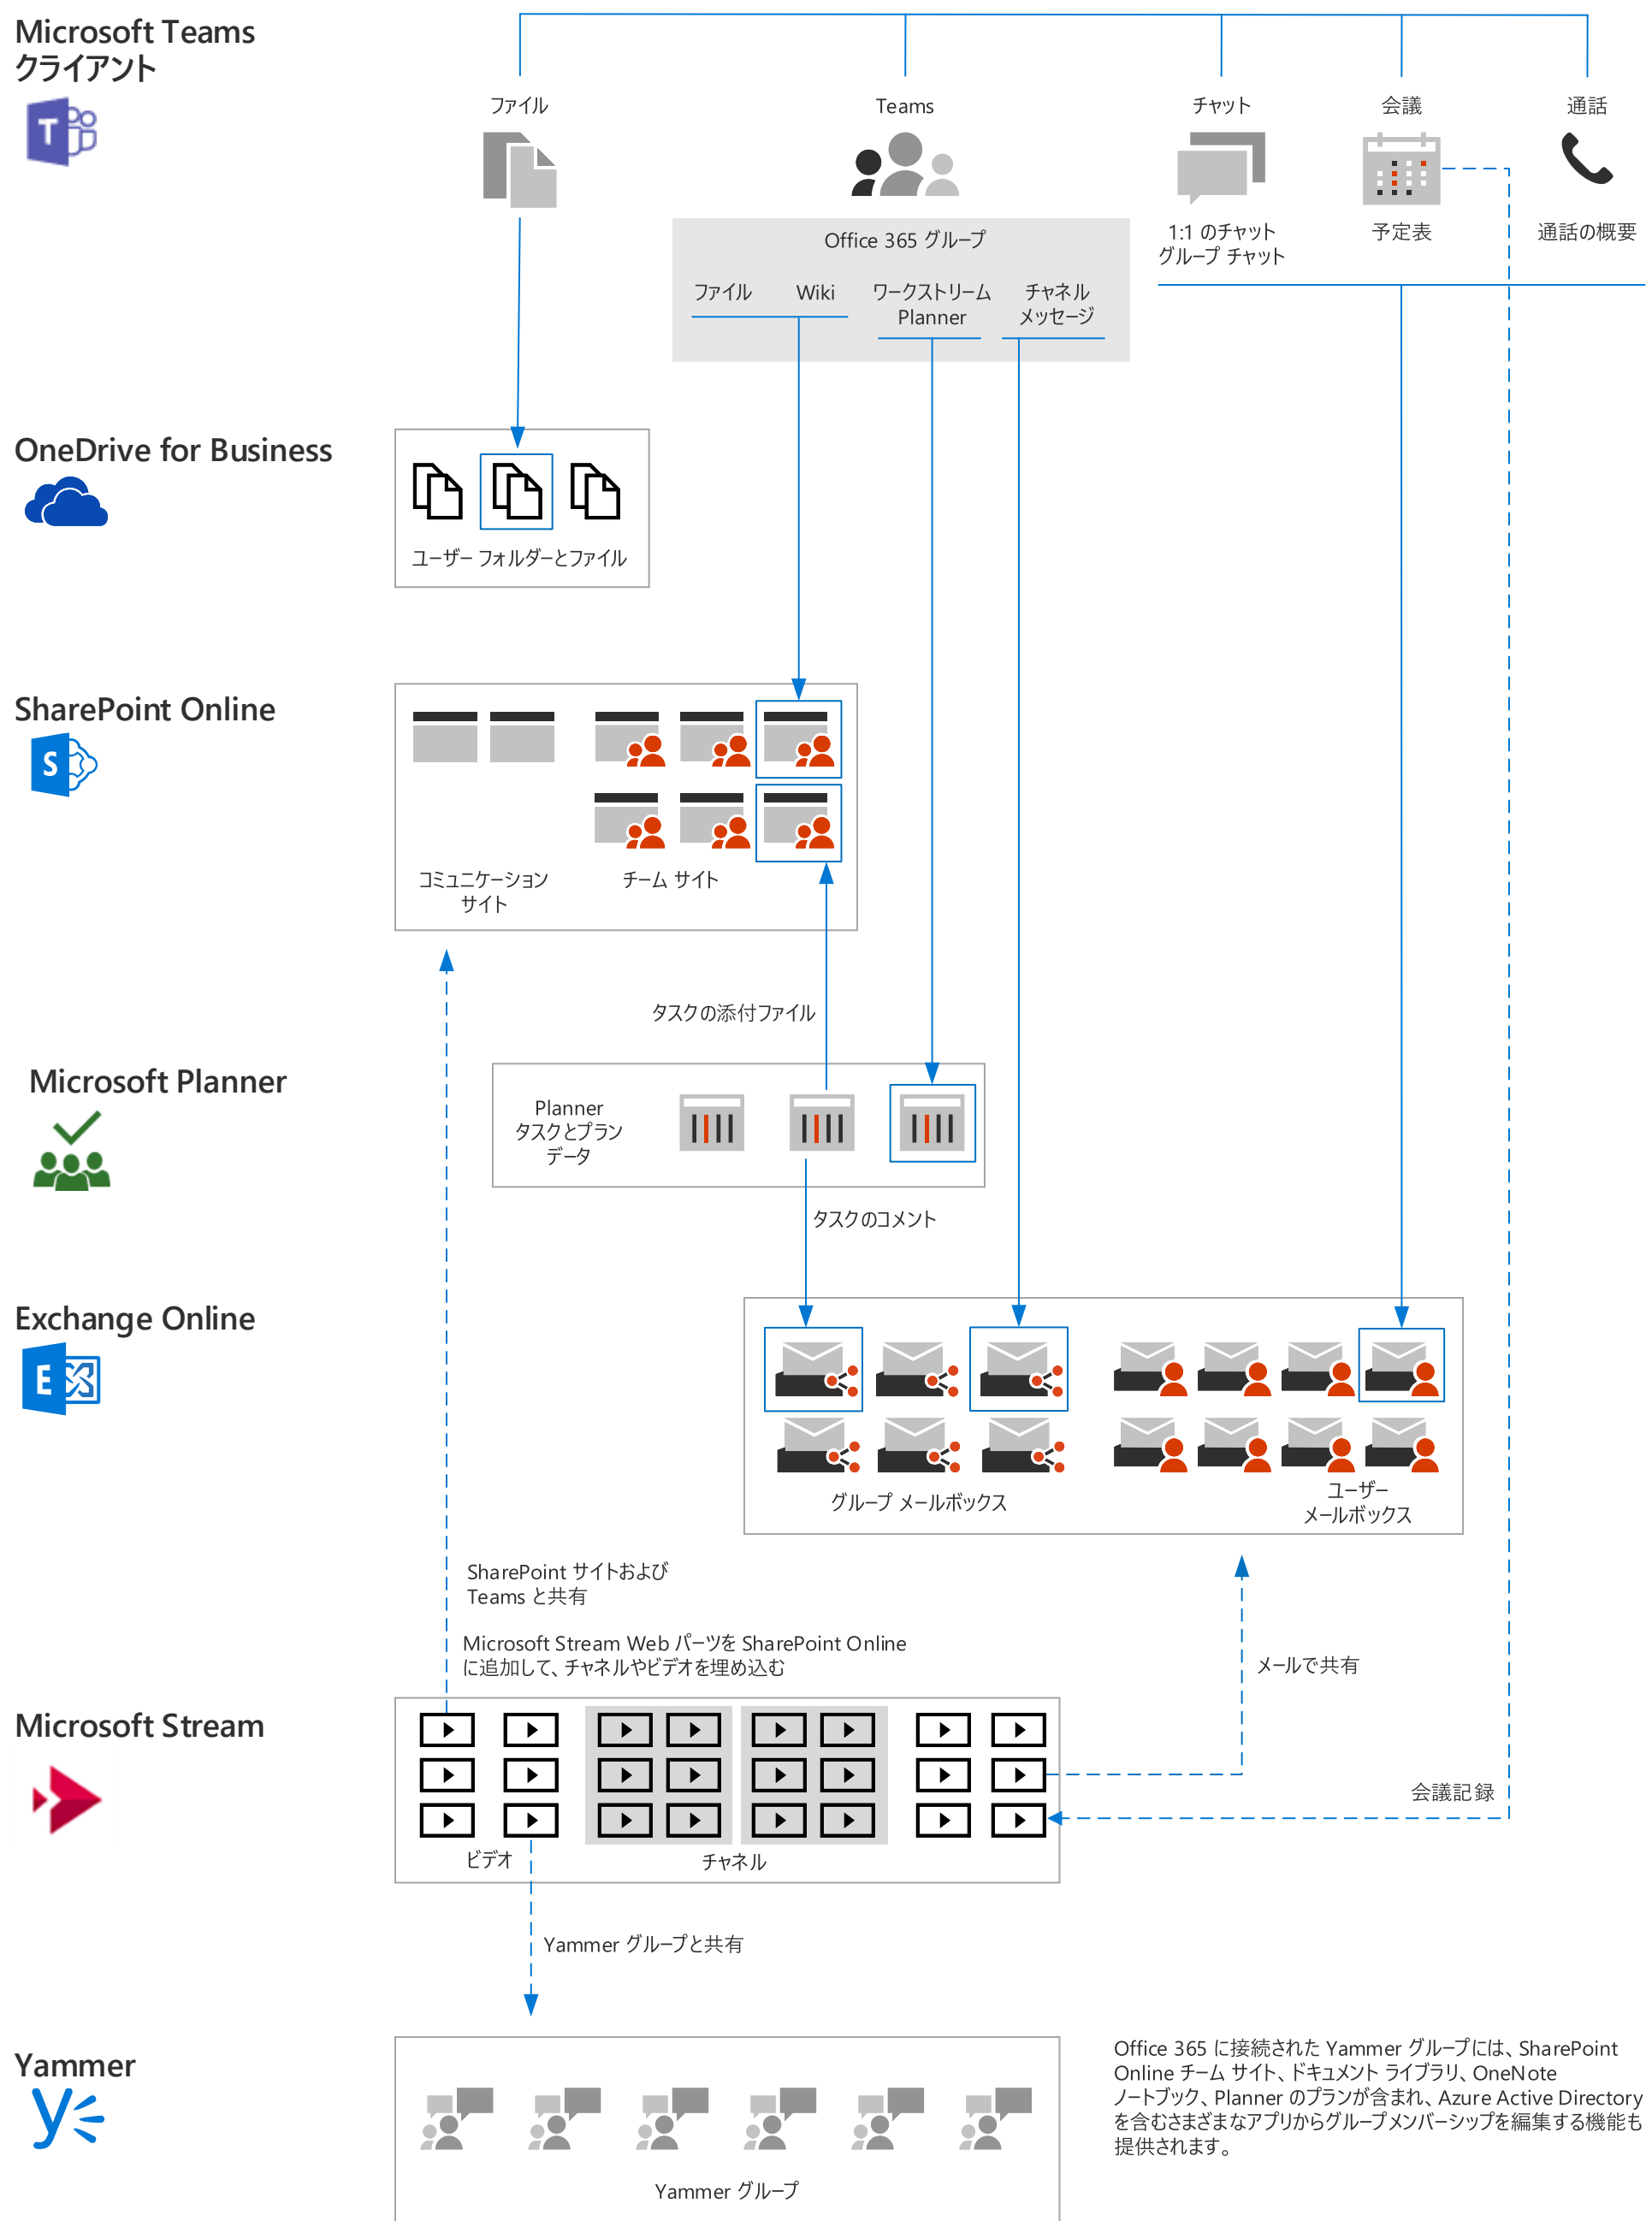 Microsoft Teams
クライアント
ファイル
Teams
チャット
会議
通話
Office 365 グループ
1:1 のチャット
グループ チャット
予定表
通話の概要
ファイル
Wiki
ワークストリーム
Planner
チャネル
メッセージ
OneDrive for Business
ユーザー フォルダーとファイル
SharePoint Online
コミュニケーション
サイト
チーム サイト
タスクの添付ファイル
Microsoft Planner
Planner
タスクとプラン
データ
タスクのコメント
Exchange Online
グループ メールボックス
ユーザー
メールボックス
SharePoint サイトおよび
Teams と共有
Microsoft Stream Web パーツを SharePoint Online
に追加して、チャネルやビデオを埋め込む
メールで共有
Microsoft Stream
会議記録
ビデオ
チャネル
Yammer グループと共有
Yammer
Yammer グループ
Office 365 に接続された Yammer グループには、SharePoint
Online チーム サイト、ドキュメント ライブラリ、OneNote
ノートブック、Planner のプランが含まれ、Azure Active Directory
を含むさまざまなアプリからグループメンバーシップを編集する機能も
提供されます。